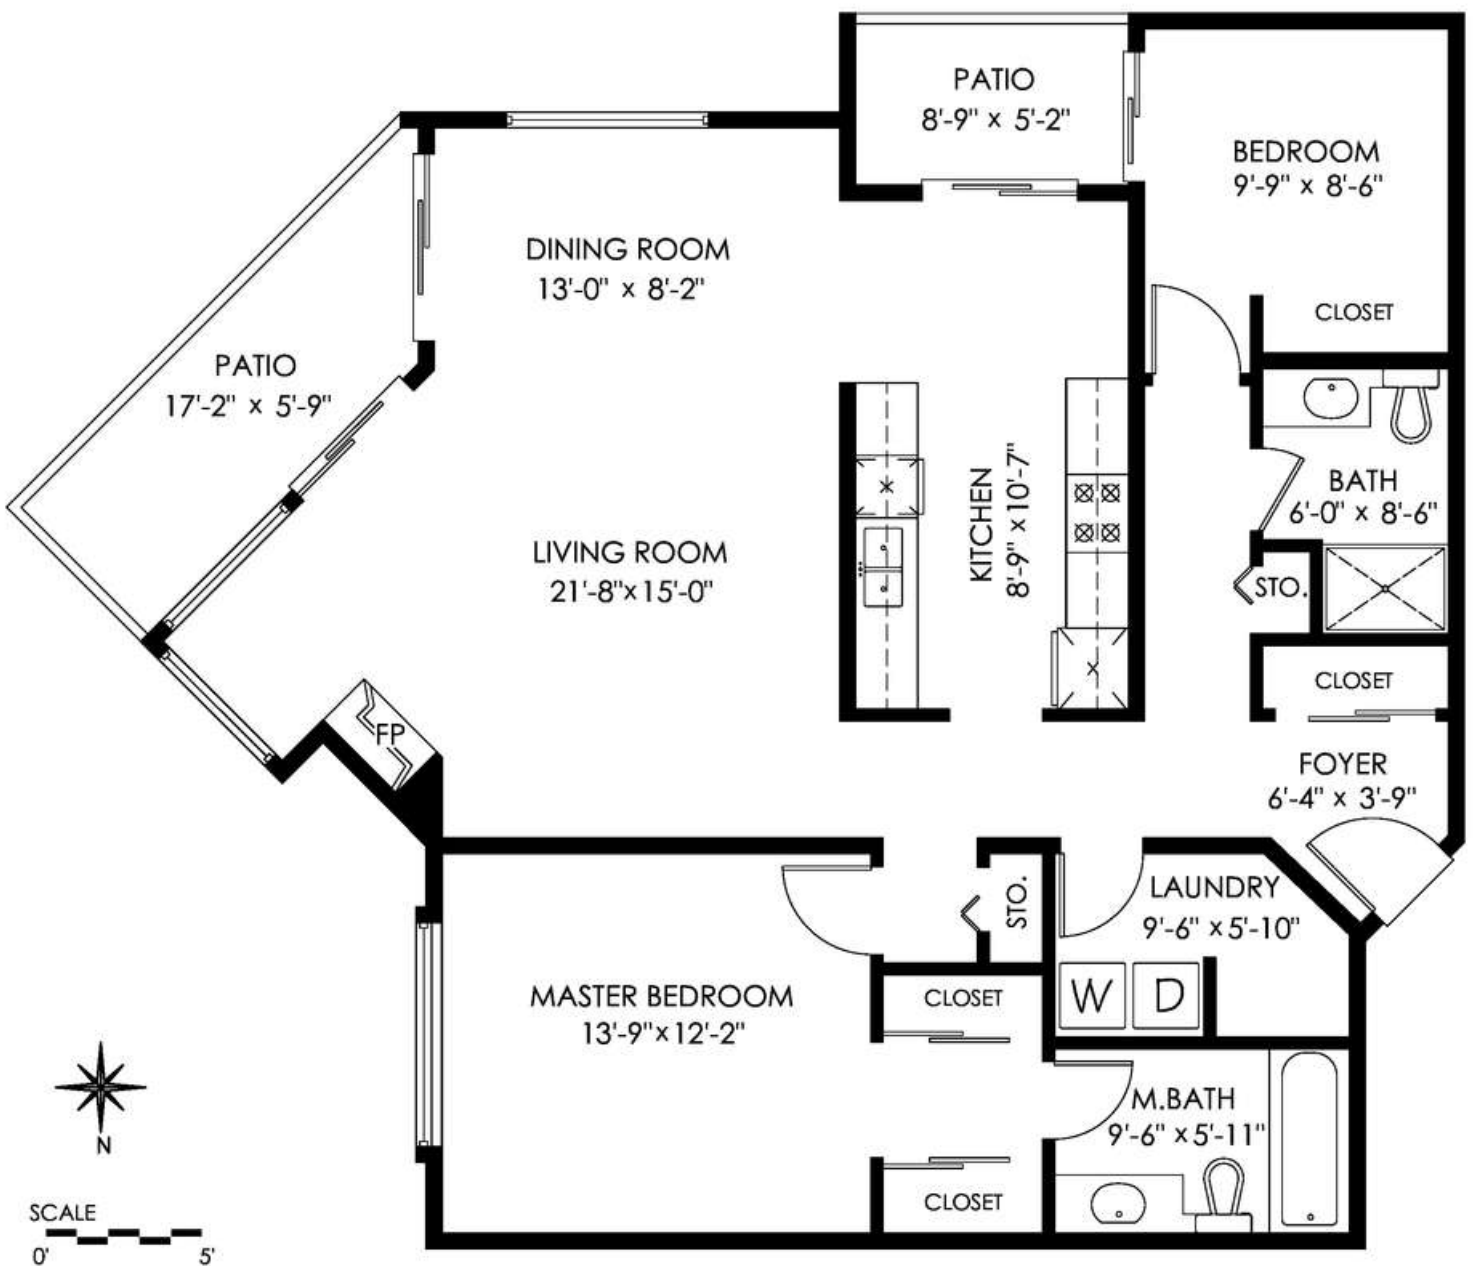 PATIO
8'-9" x 5'-2"
BEDROOM
9'-9" x 8'-6"
CLOSET
DINING ROOM
13'-0" x 8'-2"
PATIO
17'-2" x 5'-9"
BATH
6'-0" x 8'-6"
KITCHEN
8'-9" x 10'-7"
LIVING ROOM
21'-8" x 15'-0"
STO.
CLOSET
FP
FOYER
6'-4" x 3'-9"
STO.
LAUNDRY
9'-6" x 5'-10"
W D
MASTER BEDROOM
13'-9" x 12'-2"
CLOSET
M.BATH
9'-6" x 5'-11"
CLOSET
N
SCALE
0' 5'